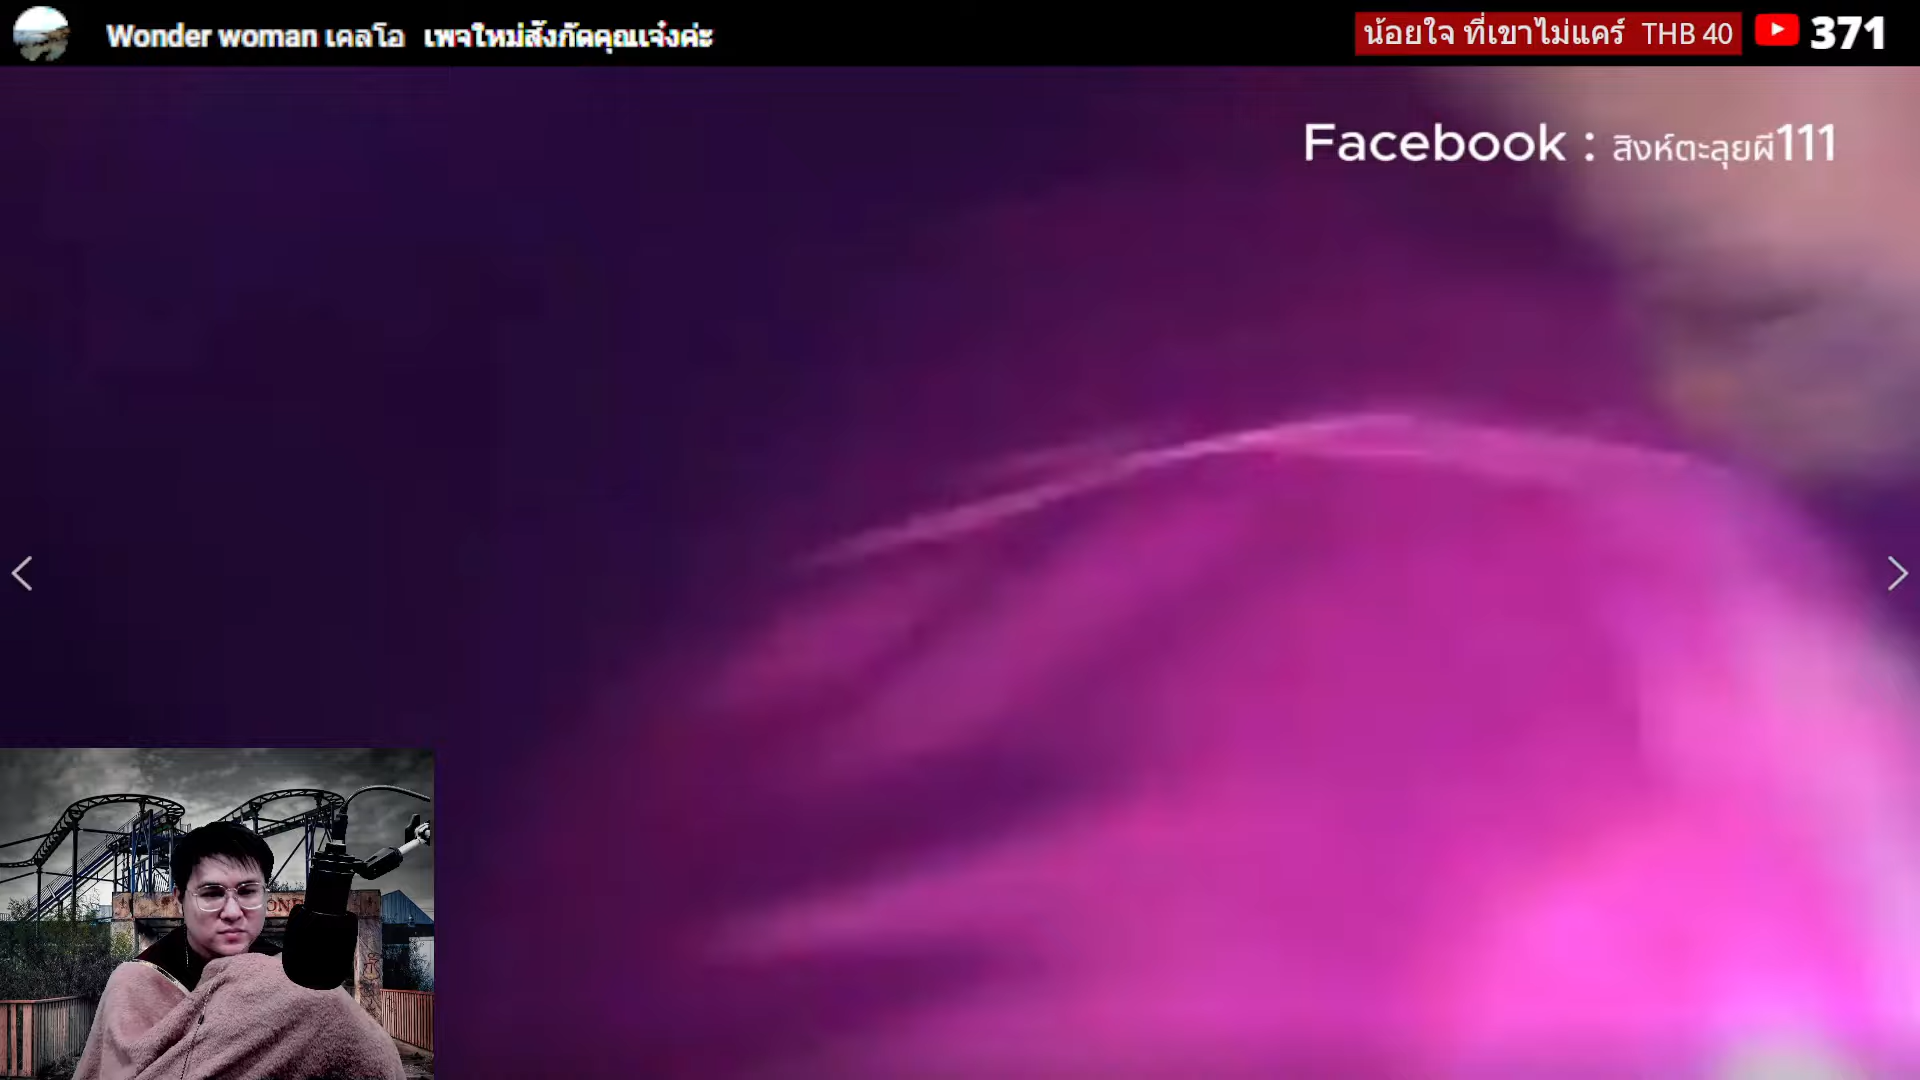 Wonder woman เคลโอ เพจใหม่สังกัดคุณเจ๋งค่ะ
น้อยใจ ที่เขาไม่แคร์ THB 40
371
Facebook : สิงห์ตะลุยผี111